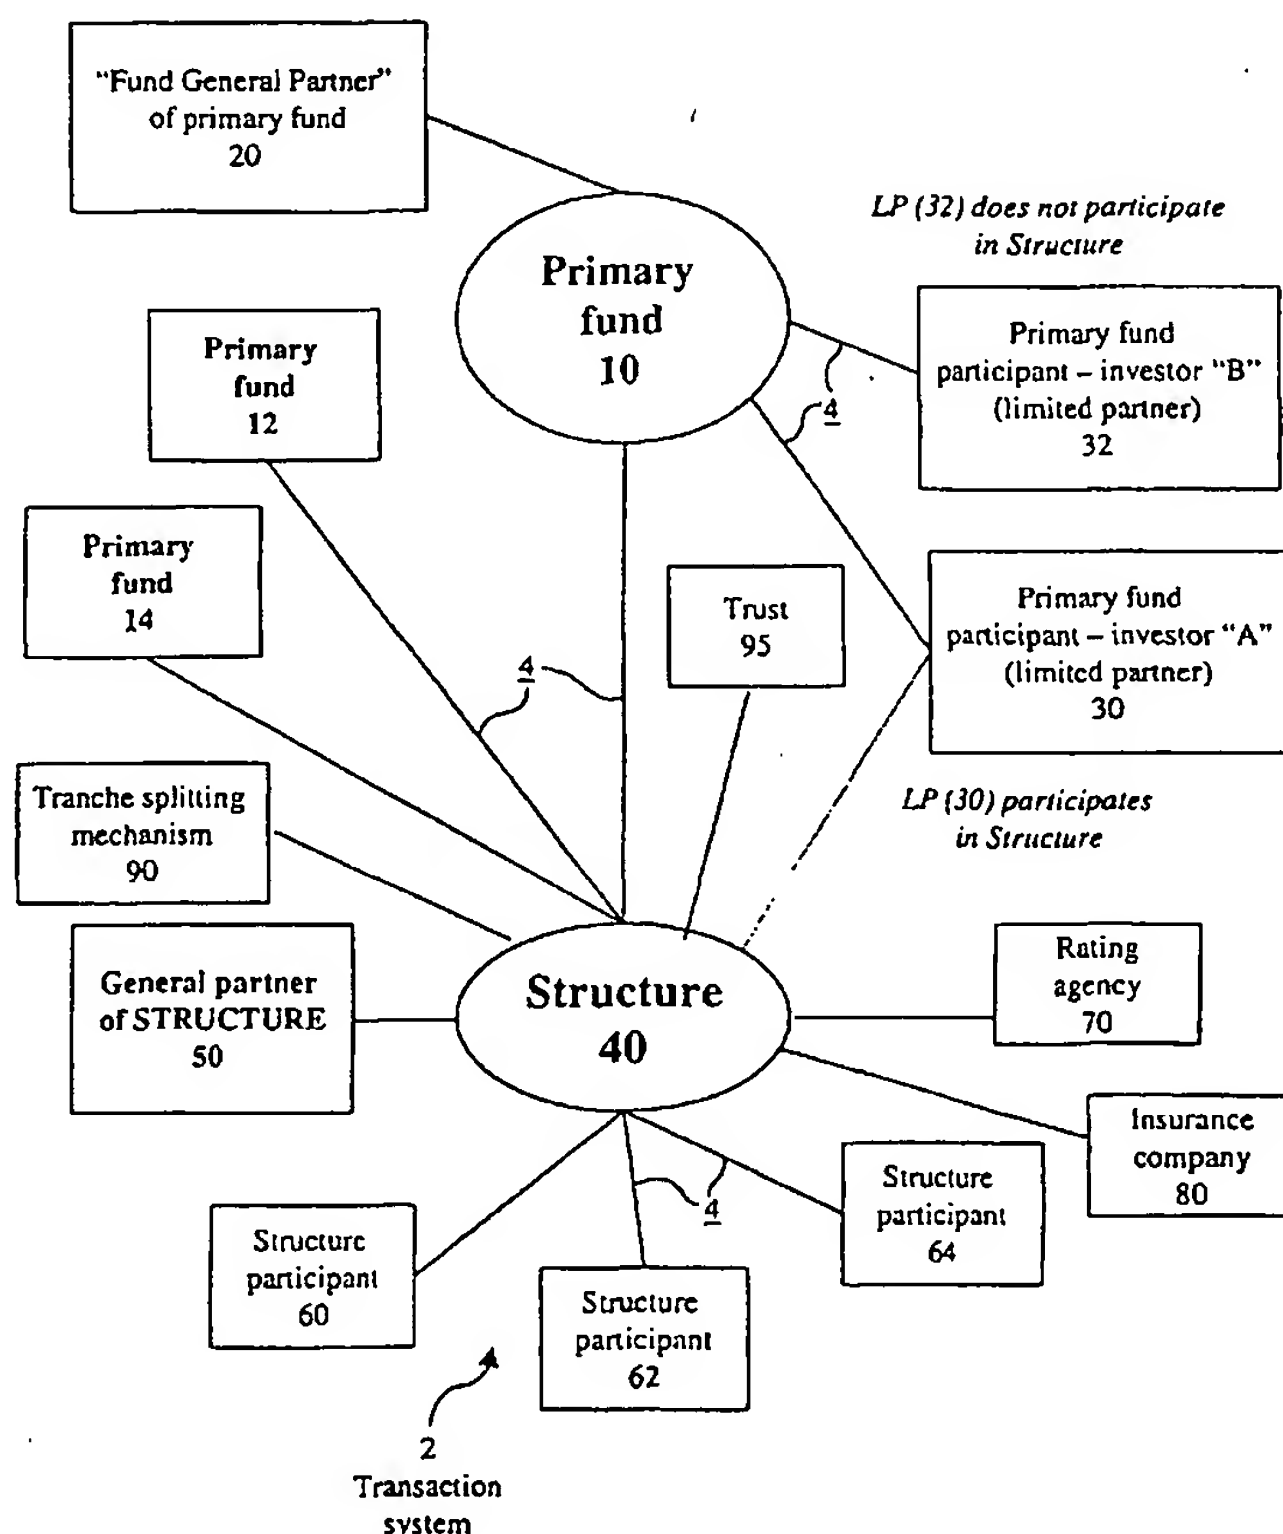 “Fund General Partner”
of primary fund
20
Primary
fund
10
LP (32) does not participate
in Structure
Primary fund
participant – investor “B”
(limited partner)
32
4
4
Primary
fund
12
Primary
fund
14
Trust
95
Primary fund
participant – investor “A”
(limited partner)
30
4
LP (30) participates
in Structure
Tranche splitting
mechanism
90
General partner
of STRUCTURE
50
Structure
40
Rating
agency
70
Insurance
company
80
Structure
participant
64
4
Structure
participant
60
Structure
participant
62
2
Transaction
system